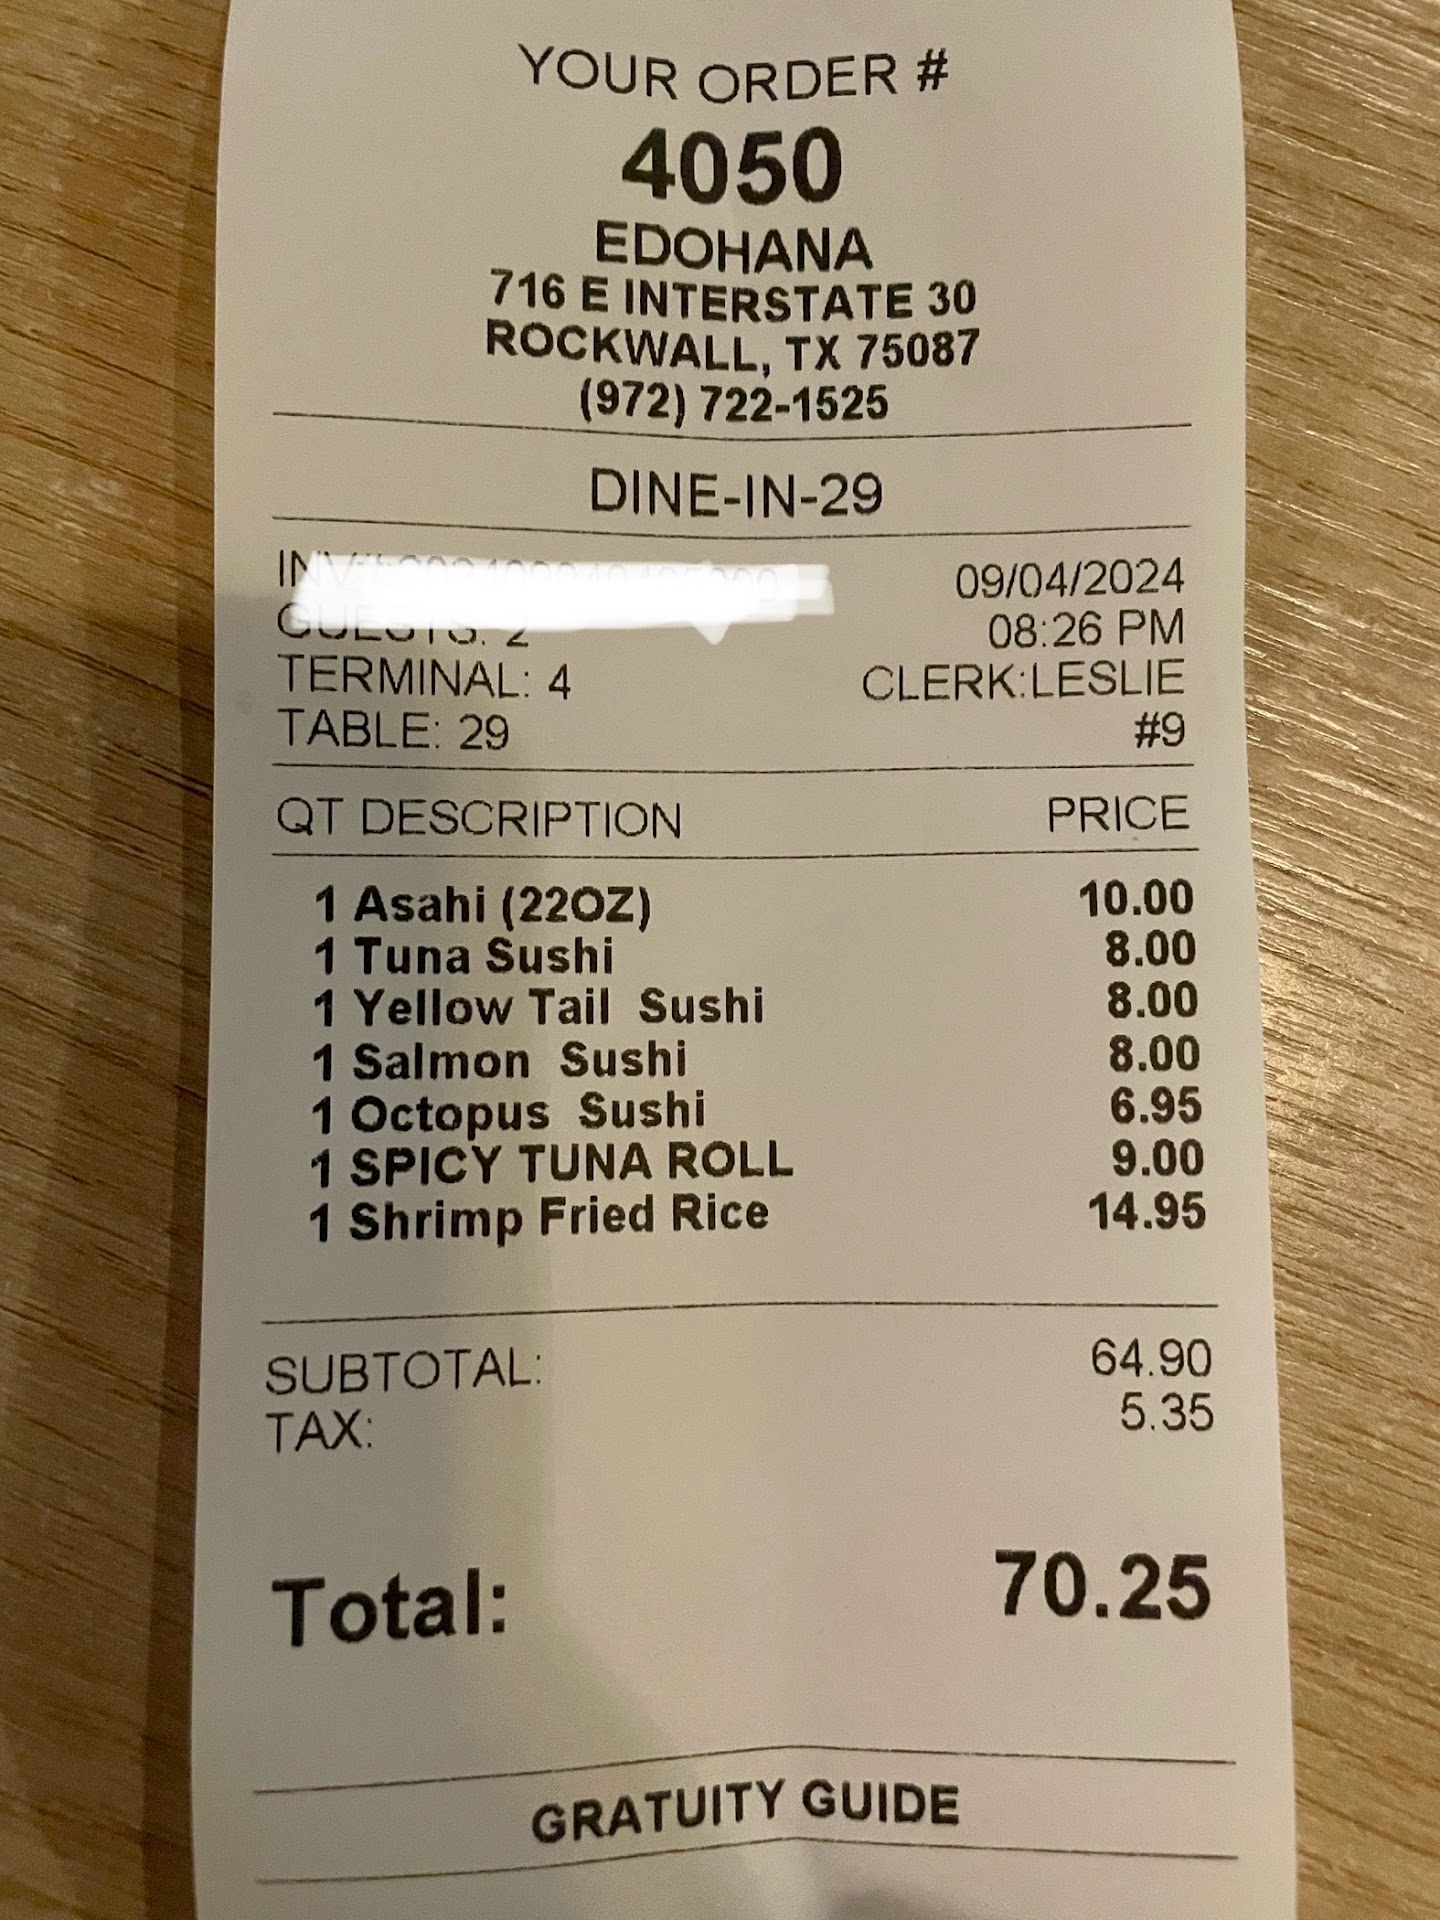 YOUR ORDER #
4050
EDOHANA
716 E INTERSTATE 30
ROCKWALL, TX 75087
(972) 722-1525
DINE-IN-29
09/04/2024
GUESTS: 2 08:26 PM
TERMINAL: 4 CLERK:LESLIE
TABLE: 29 #9
QT DESCRIPTION PRICE
1 Asahi (22OZ) 10.00
1 Tuna Sushi 8.00
1 Yellow Tail Sushi 8.00
1 Salmon Sushi 8.00
1 Octopus Sushi 6.95
1 SPICY TUNA ROLL 9.00
1 Shrimp Fried Rice 14.95
SUBTOTAL: 64.90
TAX: 5.35
Total: 70.25
GRATUITY GUIDE